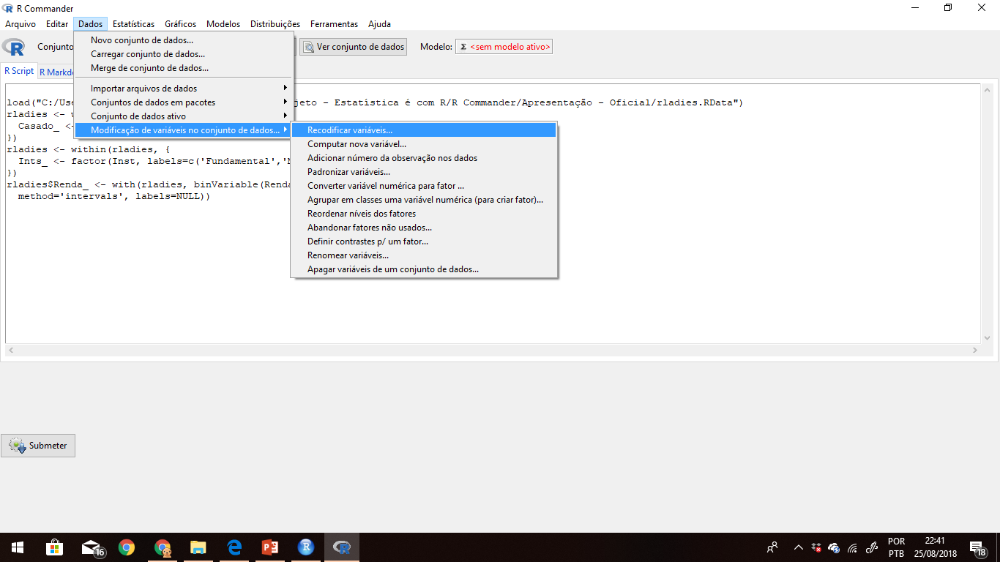 R Commander
Arquivo Editar Dados Estatísticas Gráficos Modelos Distribuições Ferramentas Ajuda
Conjunto Ver conjunto de dados Modelo: Σ <sem modelo ativo>
R Script R Markdo
Novo conjunto de dados...
Carregar conjunto de dados...
Merge de conjunto de dados...
Importar arquivos de dados
Conjuntos de dados em pacotes
Conjunto de dados ativo
Modificação de variáveis no conjunto de dados...
Recodificar variáveis...
Computar nova variável...
Adicionar número da observação nos dados
Padronizar variáveis...
Converter variável numérica para fator ...
Agrupar em classes uma variável numérica (para criar fator)...
Reordenar níveis dos fatores
Abandonar fatores não usados...
Definir contrastes p/ um fator...
Renomear variáveis...
Apagar variáveis de um conjunto de dados...
load("C:/Use jeto - Estatística é com R/R Commander/Apresentação - Oficial/rladies.RData")
rladies <- w
Casado_ <-
})
rladies <- within(rladies, {
Ints_ <- factor(Inst, labels=c('Fundamental','M
})
rladies$Renda_ <- with(rladies, binVariable(Renda
method='intervals', labels=NULL))
Submeter
16
POR
PTB
22:41
25/08/2018
18